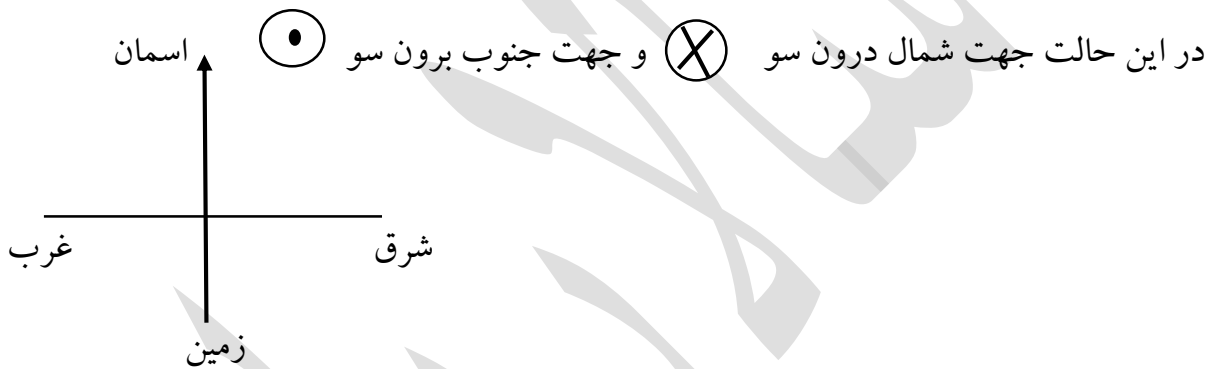 در این حالت جهت شمال درون سو و جهت جنوب برون سو
اسمان
شرق
غرب
زمین